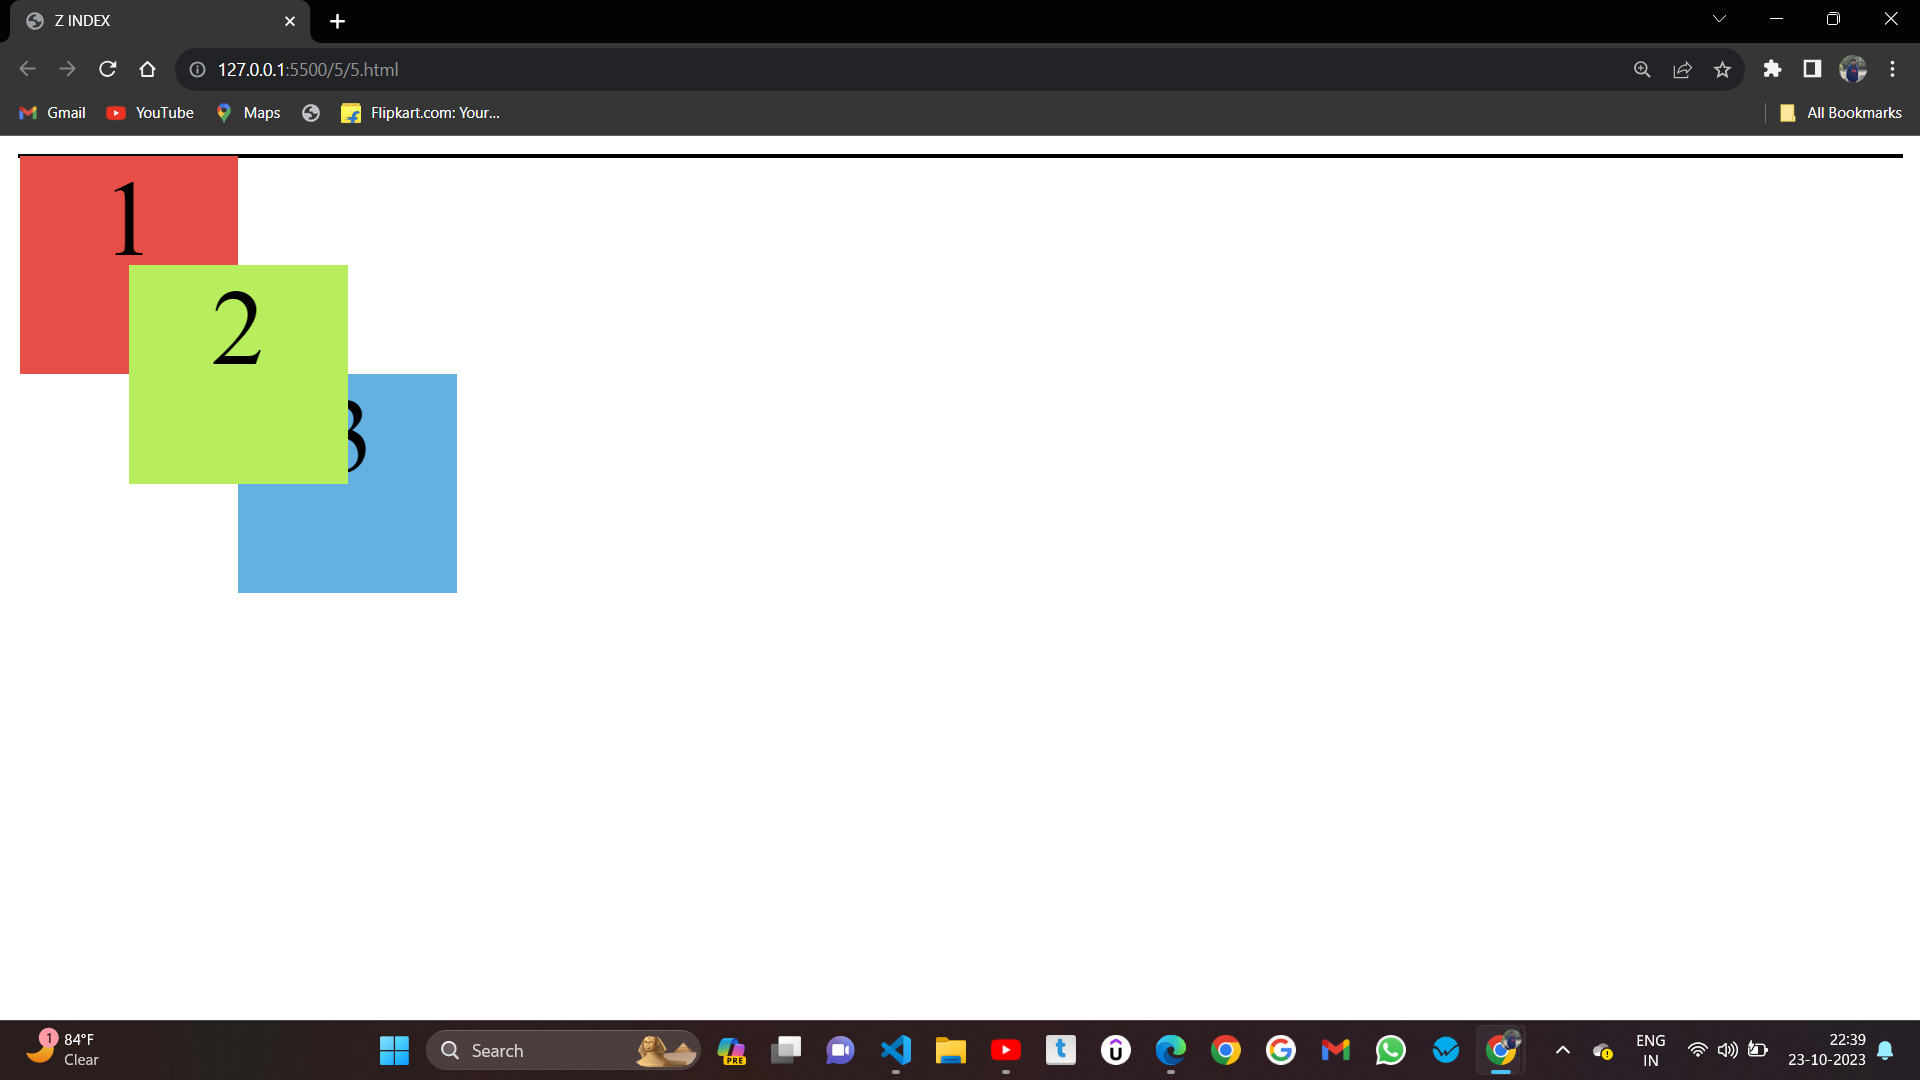 Z INDEX
127.0.0.1:5500/5/5.html
Gmail YouTube Maps Flipkart.com: Your... All Bookmarks
1
2
3
1 84°F
Clear
Search
PRE
t
ENG
IN
22:39
23-10-2023